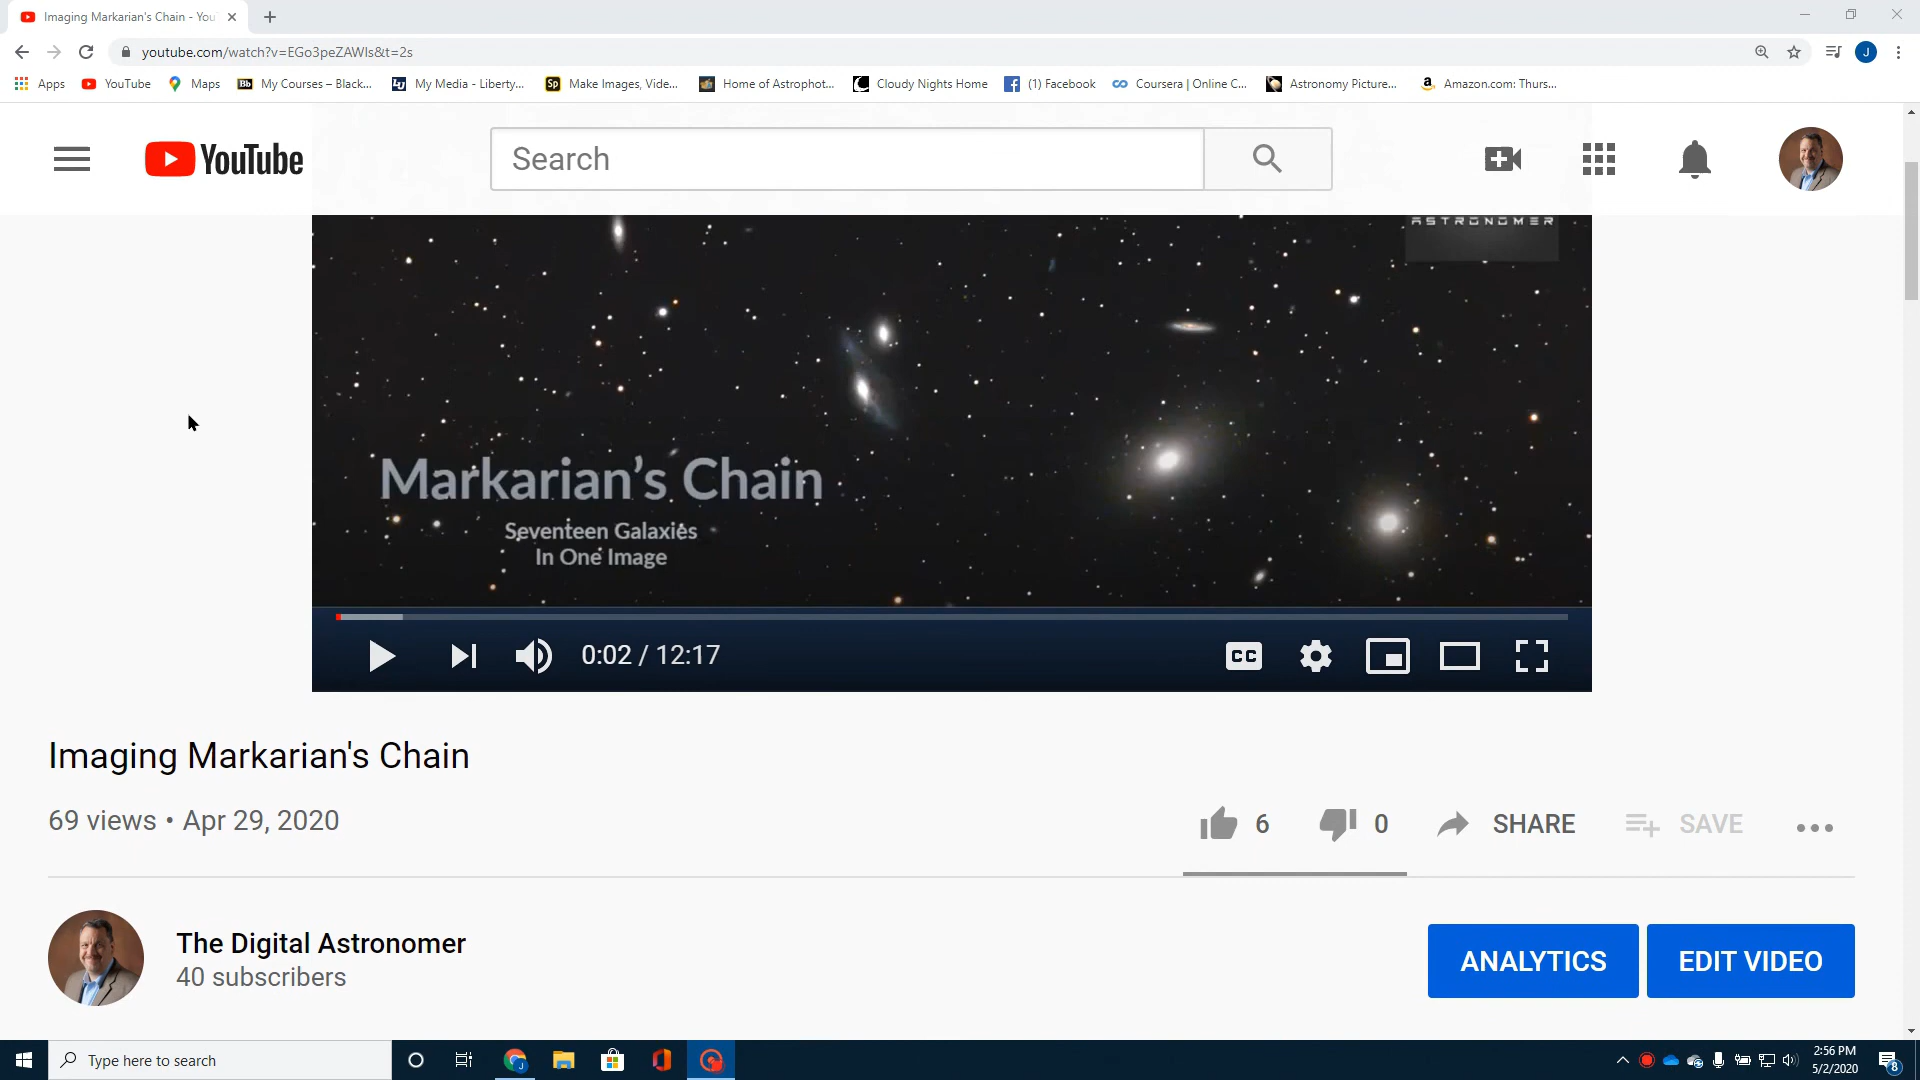 Imaging Markarian's Chain - You
youtube.com/watch?v=EGo3peZAWIs&t=2s
J
Apps
YouTube
Maps
Bb
My Courses – Black...
LU
My Media - Liberty...
Sp
Make Images, Vide...
Home of Astrophot...
Cloudy Nights Home
(1) Facebook
Coursera | Online C...
Astronomy Picture...
a
Amazon.com: Thurs...
YouTube
Search
ASTRONOMER
Markarian's Chain
Seventeen Galaxies
In One Image
0:02 / 12:17
CC
Imaging Markarian's Chain
69 views • Apr 29, 2020
6
0
SHARE
SAVE
The Digital Astronomer
40 subscribers
ANALYTICS
EDIT VIDEO
Type here to search
J
2:56 PM
5/2/2020
8